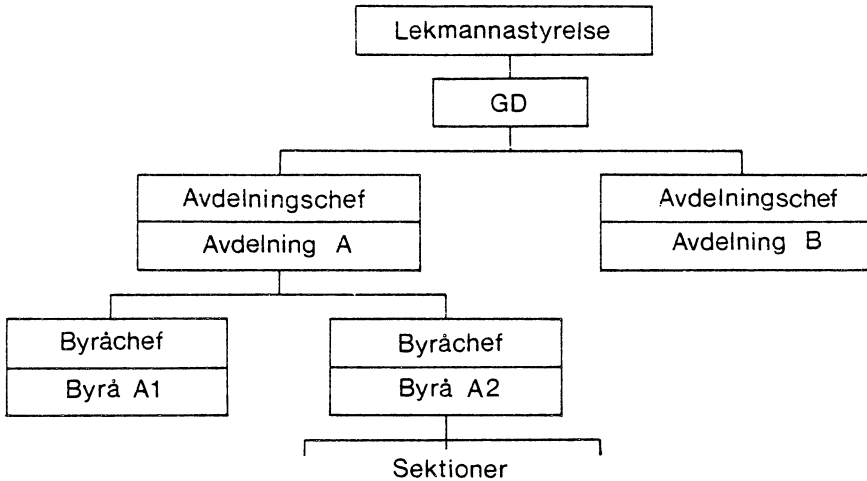 Lekmannastyrelse
GD
Avdelningschef
Avdelning A
Avdelningschef
Avdelning B
Byråchef
Byrå A1
Byråchef
Byrå A2
Sektioner